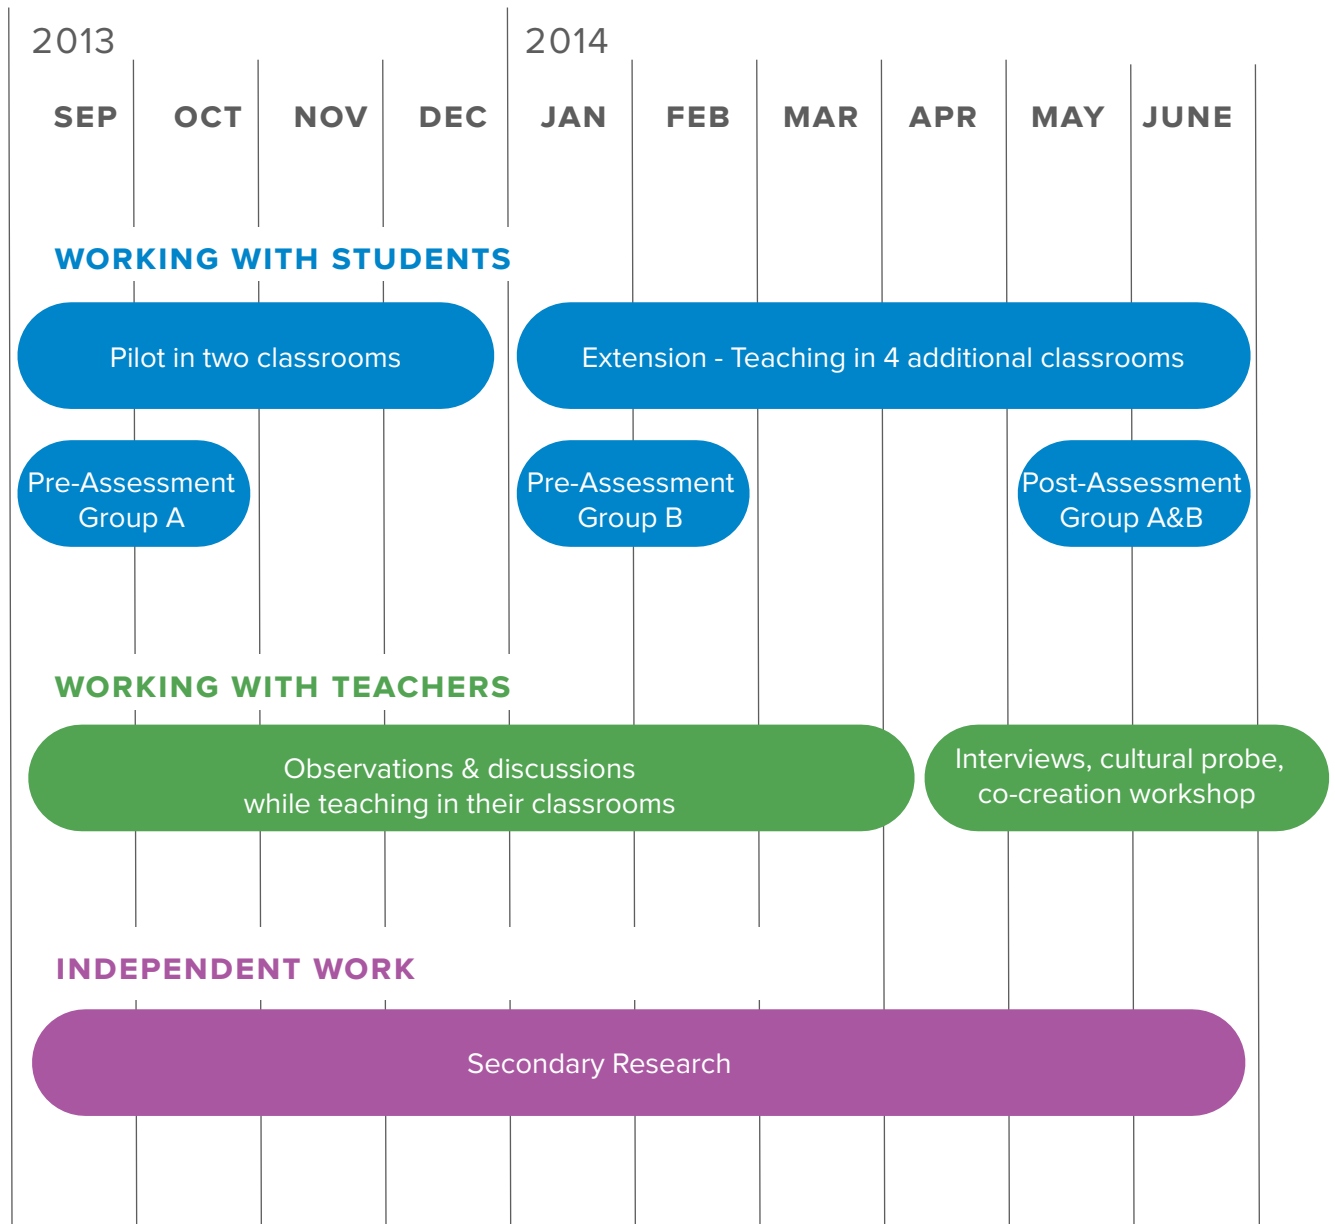 2013
2014
SEP OCT NOV DEC JAN FEB MAR APR MAY JUNE
WORKING WITH STUDENTS
Pilot in two classrooms
Extension - Teaching in 4 additional classrooms
Pre-Assessment
Group A
Pre-Assessment
Group B
Post-Assessment
Group A&B
WORKING WITH TEACHERS
Observations & discussions
while teaching in their classrooms
Interviews, cultural probe,
co-creation workshop
INDEPENDENT WORK
Secondary Research